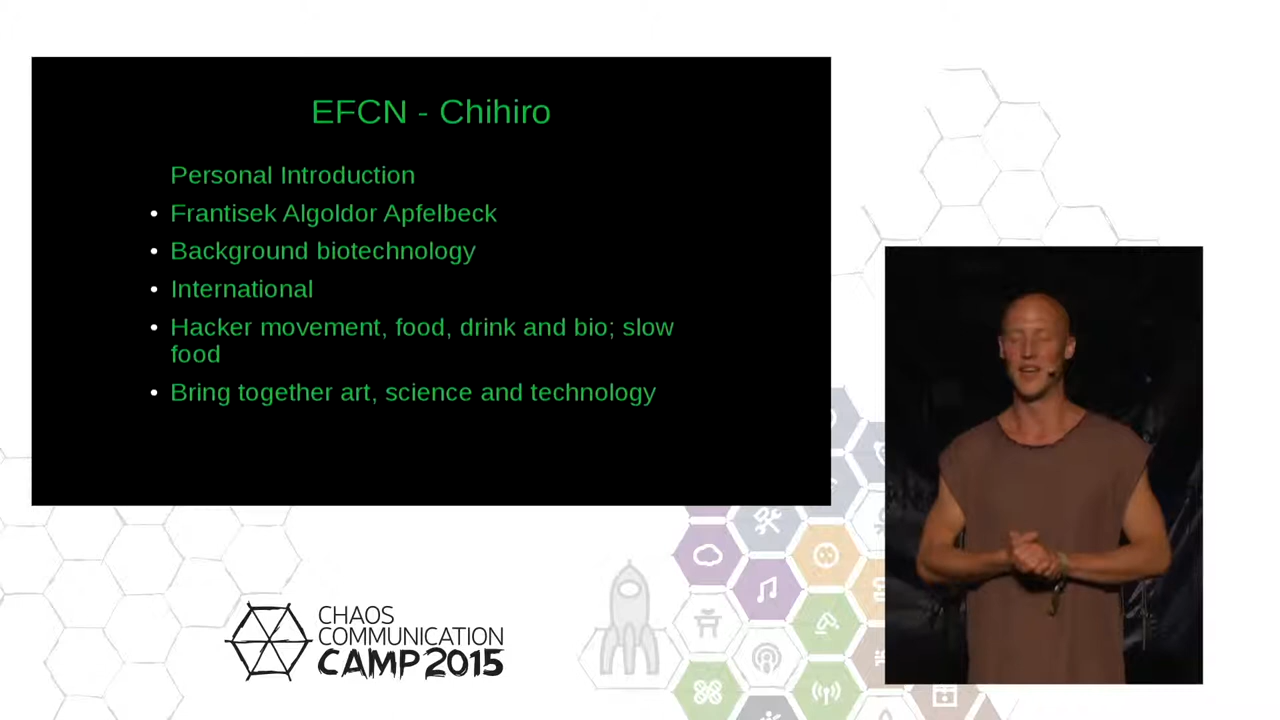 EFCN - Chihiro
Personal Introduction
• Frantisek Algoldor Apfelbeck
• Background biotechnology
• International
• Hacker movement, food, drink and bio; slow
food
• Bring together art, science and technology
CHAOS
COMMUNICATION
CAMP 2015